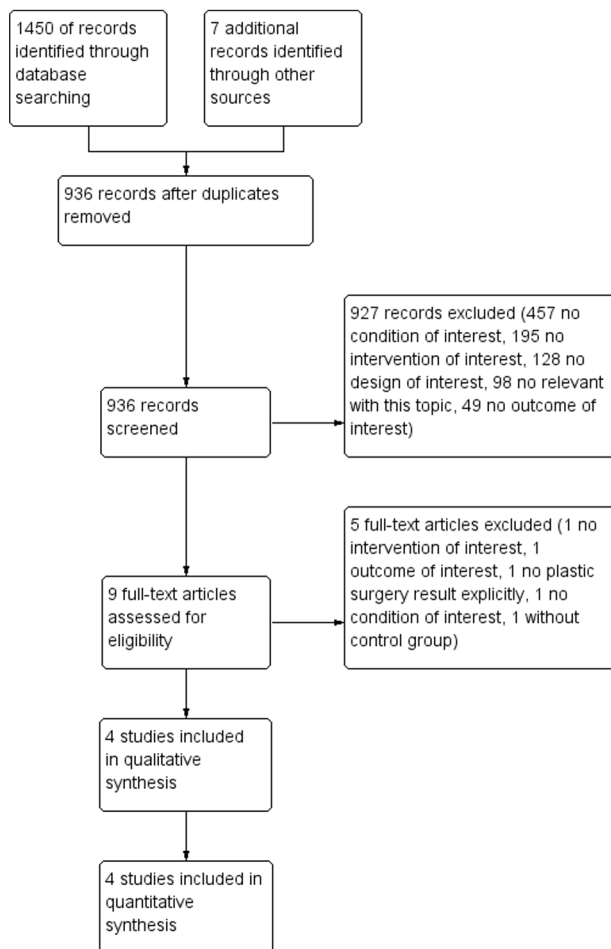 1450 of records
identified through
database
searching
7 additional
records identified
through other
sources
936 records after duplicates
removed
936 records
screened
927 records excluded (457 no
condition of interest, 195 no
intervention of interest, 128 no
design of interest, 98 no relevant
with this topic, 49 no outcome of
interest)
9 full-text articles
assessed for
eligibility
5 full-text articles excluded (1 no
intervention of interest, 1
outcome of interest, 1 no plastic
surgery result explicitly, 1 no
condition of interest, 1 without
control group)
4 studies included
in qualitative
synthesis
4 studies included in
quantitative
synthesis